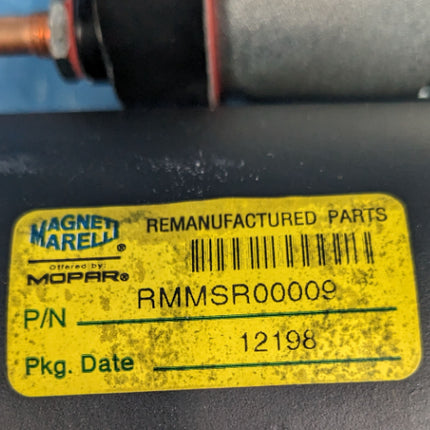 MAGNETI
MARELLI®
Offered by:
MOPAR®
REMANUFACTURED PARTS
RMMSR00009
P/N
12198
Pkg. Date